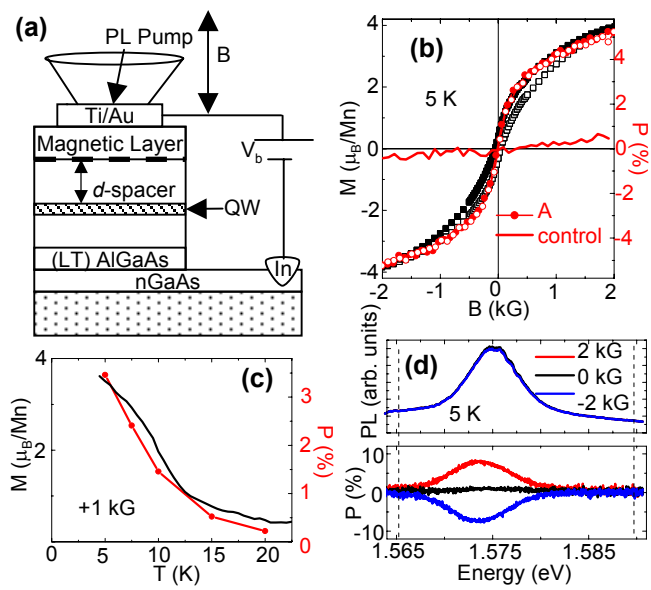 (a)
B
PL Pump
Ti/Au
Magnetic Layer
V_b
d-spacer
QW
(LT) AlGaAs
In
nGaAs
(b)
5 K
M (μ_B/Mn)
4
2
0
-2
-4
P (%)
4
2
0
-2
-4
A
control
-2 -1 0 1 2
B (kG)
(c)
M (μ_B/Mn)
4
2
P (%)
3
2
1
0
+1 kG
0 5 10 15 20
T (K)
(d)
PL (arb. units)
2 kG
0 kG
-2 kG
5 K
P (%)
10
0
-10
1.565 1.575 1.585
Energy (eV)